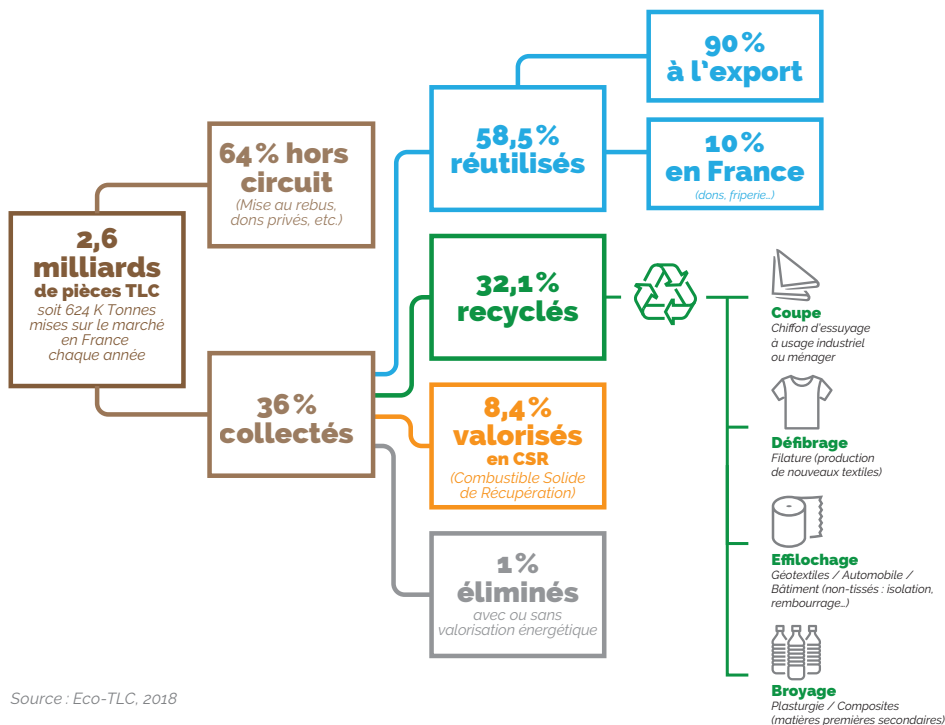 2,6
milliards
de pièces TLC
soit 624 K Tonnes
mises sur le marché
en France
chaque année
64 % hors
circuit
(Mise au rebus,
dons privés, etc.)
36 %
collectés
58,5 %
réutilisés
90 %
à l'export
10 %
en France
(dons, friperie...)
32,1 %
recyclés
Coupe
Chiffon d'essuyage
à usage industriel
ou ménager
Défibrage
Filature (production
de nouveaux textiles)
Effilochage
Géotextiles / Automobile /
Bâtiment (non-tissés : isolation,
rembourrage...)
Broyage
Plasturgie / Composites
(matières premières secondaires)
8,4 %
valorisés
en CSR
(Combustible Solide
de Récupération)
1 %
éliminés
avec ou sans
valorisation énergétique
Source : Eco-TLC, 2018